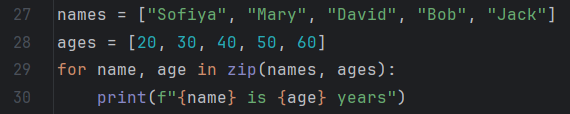 27 names = ["Sofiya", "Mary", "David", "Bob", "Jack"]
28 ages = [20, 30, 40, 50, 60]
29 for name, age in zip(names, ages):
30     print(f"{name} is {age} years")